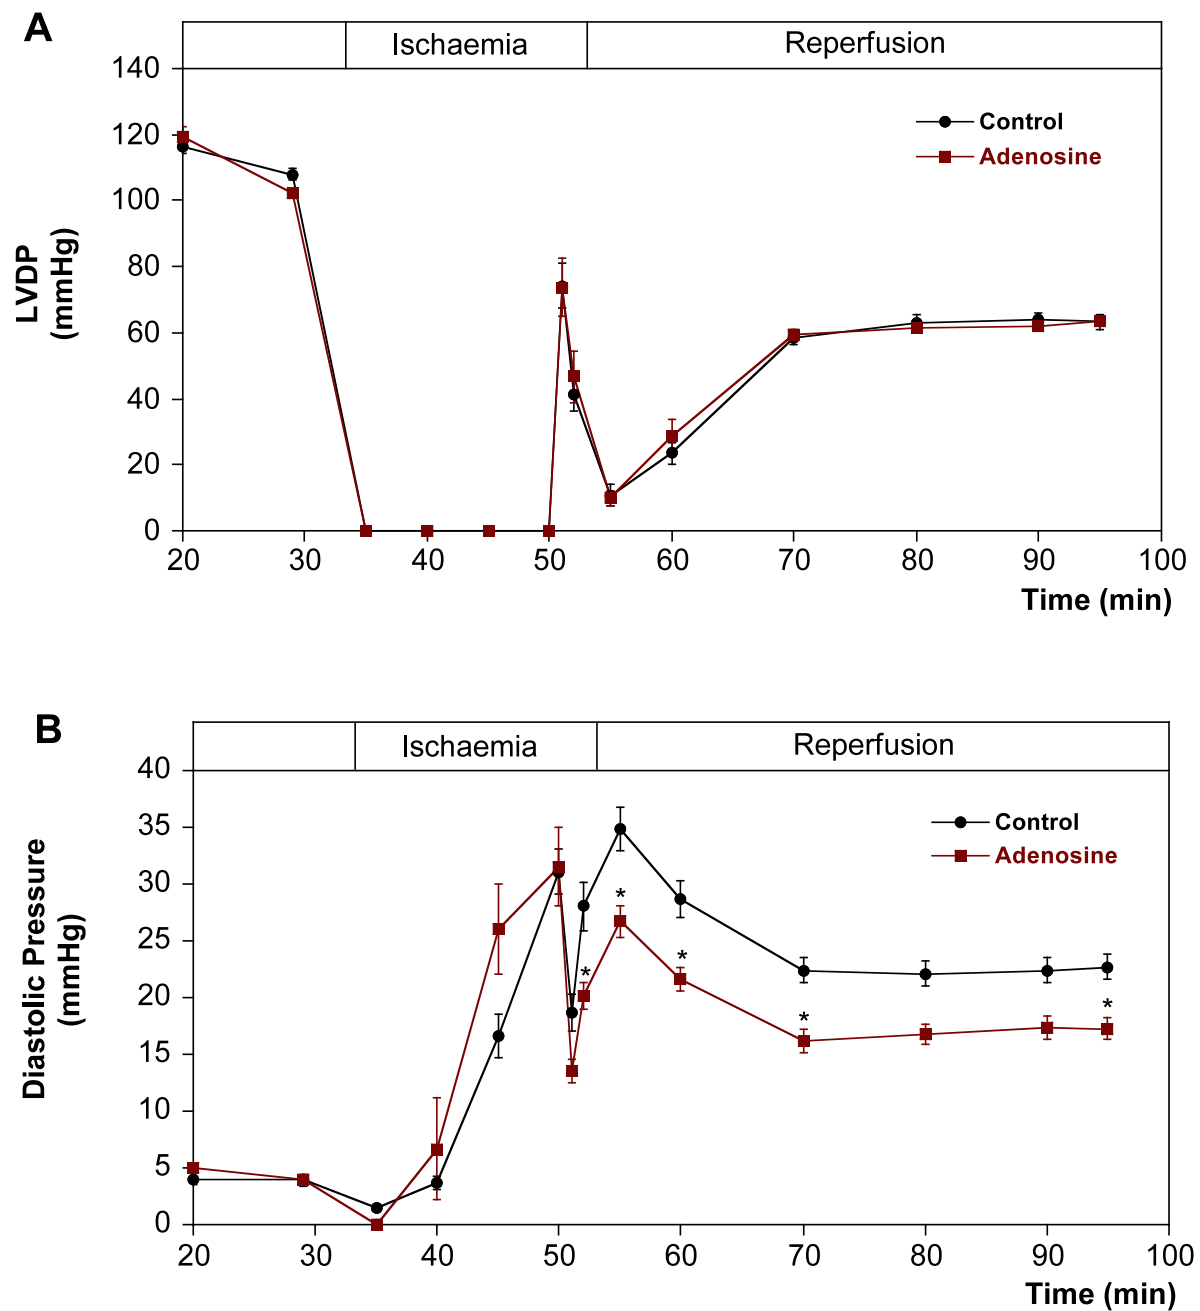 A
Ischaemia Reperfusion
140
120
100
80
60
40
20
0
LVDP
(mmHg)
Control
Adenosine
20 30 40 50 60 70 80 90 100
Time (min)
B
Ischaemia Reperfusion
40
35
30
25
20
15
10
5
0
Diastolic Pressure
(mmHg)
Control
Adenosine
*
*
*
*
*
20 30 40 50 60 70 80 90 100
Time (min)